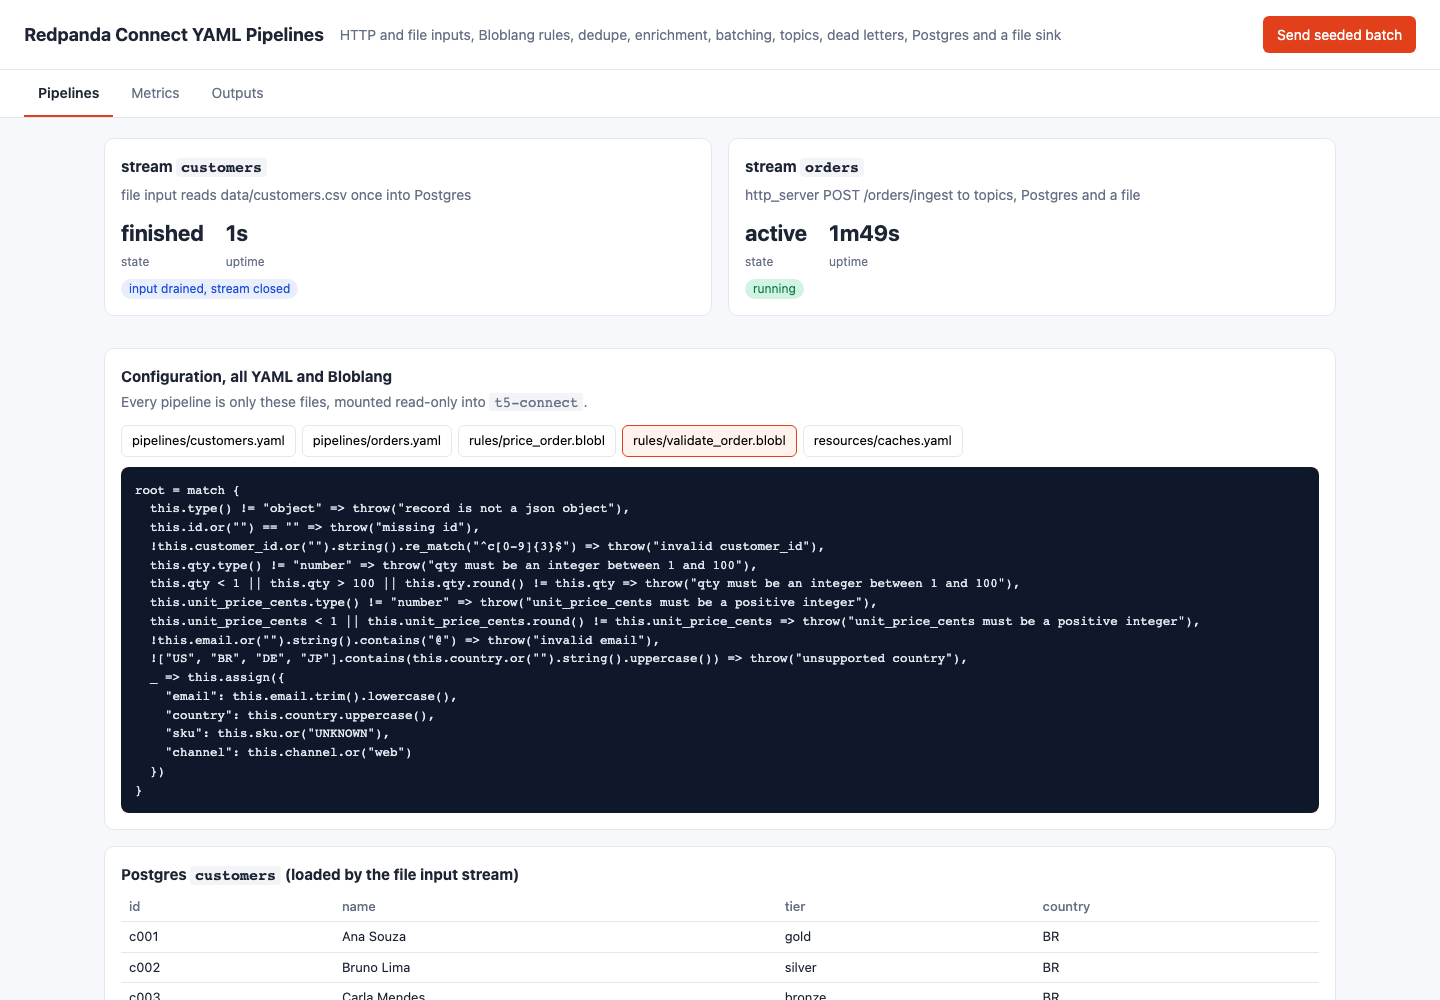 Redpanda Connect YAML Pipelines
HTTP and file inputs, Bloblang rules, dedupe, enrichment, batching, topics, dead letters, Postgres and a file sink
Send seeded batch
Pipelines
Metrics
Outputs
stream customers
file input reads data/customers.csv once into Postgres
finished
1s
state
uptime
input drained, stream closed
stream orders
http_server POST /orders/ingest to topics, Postgres and a file
active
1m49s
state
uptime
running
Configuration, all YAML and Bloblang
Every pipeline is only these files, mounted read-only into t5-connect.
pipelines/customers.yaml
pipelines/orders.yaml
rules/price_order.blobl
rules/validate_order.blobl
resources/caches.yaml
root = match {
  this.type() != "object" => throw("record is not a json object"),
  this.id.or("") == "" => throw("missing id"),
  !this.customer_id.or("").string().re_match("^c[0-9]{3}$") => throw("invalid customer_id"),
  this.qty.type() != "number" => throw("qty must be an integer between 1 and 100"),
  this.qty < 1 || this.qty > 100 || this.qty.round() != this.qty => throw("qty must be an integer between 1 and 100"),
  this.unit_price_cents.type() != "number" => throw("unit_price_cents must be a positive integer"),
  this.unit_price_cents < 1 || this.unit_price_cents.round() != this.unit_price_cents => throw("unit_price_cents must be a positive integer"),
  !this.email.or("").string().contains("@") => throw("invalid email"),
  !["US", "BR", "DE", "JP"].contains(this.country.or("").string().uppercase()) => throw("unsupported country"),
  _ => this.assign({
    "email": this.email.trim().lowercase(),
    "country": this.country.uppercase(),
    "sku": this.sku.or("UNKNOWN"),
    "channel": this.channel.or("web")
  })
}
Postgres customers (loaded by the file input stream)
id name tier country
c001 Ana Souza gold BR
c002 Bruno Lima silver BR
c003 Carla Mendes bronze BR